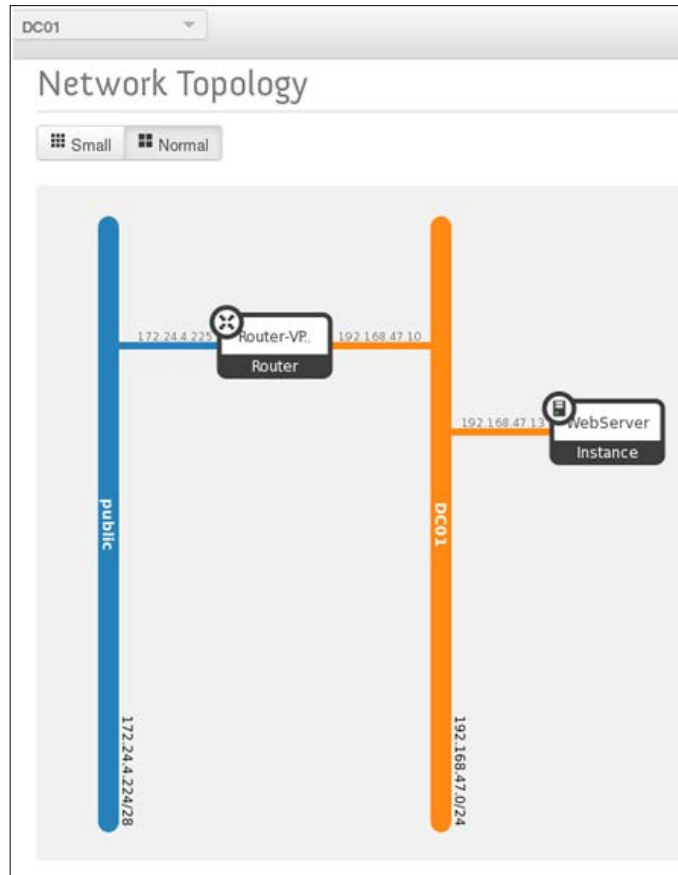 DC01
Network Topology
Small
Normal
172.24.4.225
Router-VP..
Router
192.168.47.10
192.168.47.13
WebServer
Instance
public
DC01
172.24.4.224/28
192.168.47.0/24